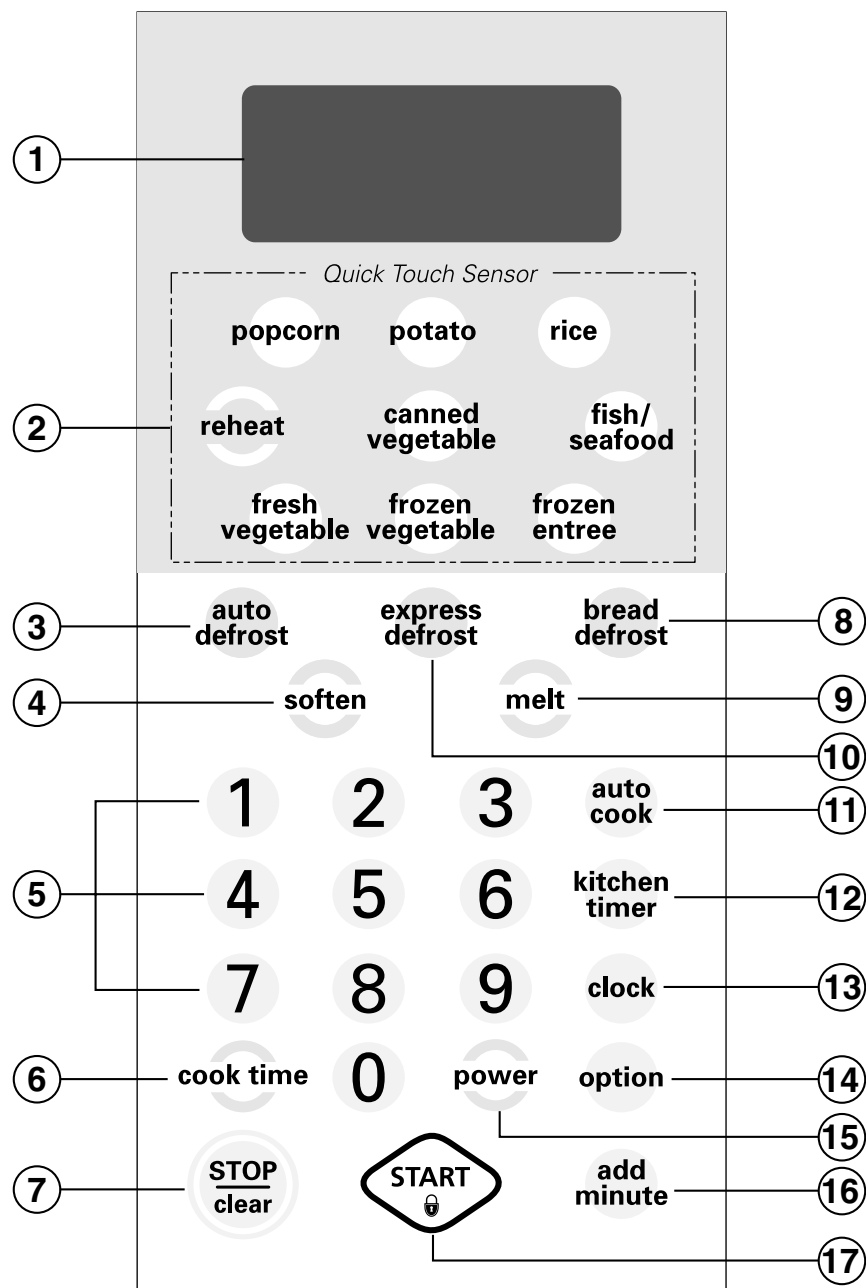 1
Quick Touch Sensor
popcorn potato rice
2
reheat
canned
vegetable
fish/
seafood
fresh
vegetable
frozen
vegetable
frozen
entree
3
auto
defrost
express
defrost
bread
defrost
8
4
soften melt
9
10
1 2 3
auto
cook
11
5
4 5 6
kitchen
timer
12
7 8 9
clock
13
6
cook time 0 power option
14
15
7
STOP
clear
START
add
minute
16
17